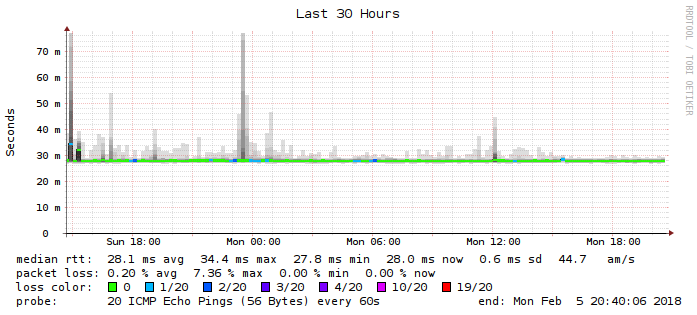 Last 30 Hours
RRDTOOL / TOBI OETIKER
Seconds
70 m
60 m
50 m
40 m
30 m
20 m
10 m
0
Sun 18:00 Mon 00:00 Mon 06:00 Mon 12:00 Mon 18:00
median rtt: 28.1 ms avg 34.4 ms max 27.8 ms min 28.0 ms now 0.6 ms sd 44.7 am/s
packet loss: 0.20 % avg 7.36 % max 0.00 % min 0.00 % now
loss color: 0 1/20 2/20 3/20 4/20 10/20 19/20
probe: 20 ICMP Echo Pings (56 Bytes) every 60s end: Mon Feb 5 20:40:06 2018